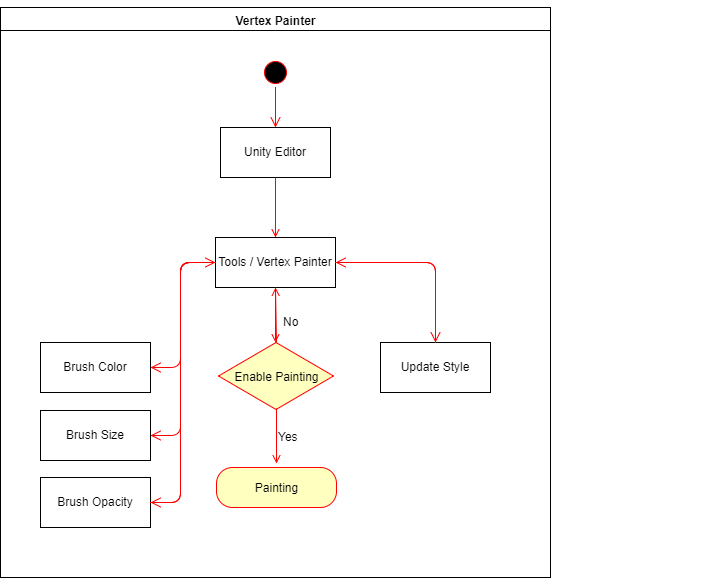 Vertex Painter
Unity Editor
Tools / Vertex Painter
No
Brush Color
Enable Painting
Update Style
Brush Size
Yes
Brush Opacity
Painting